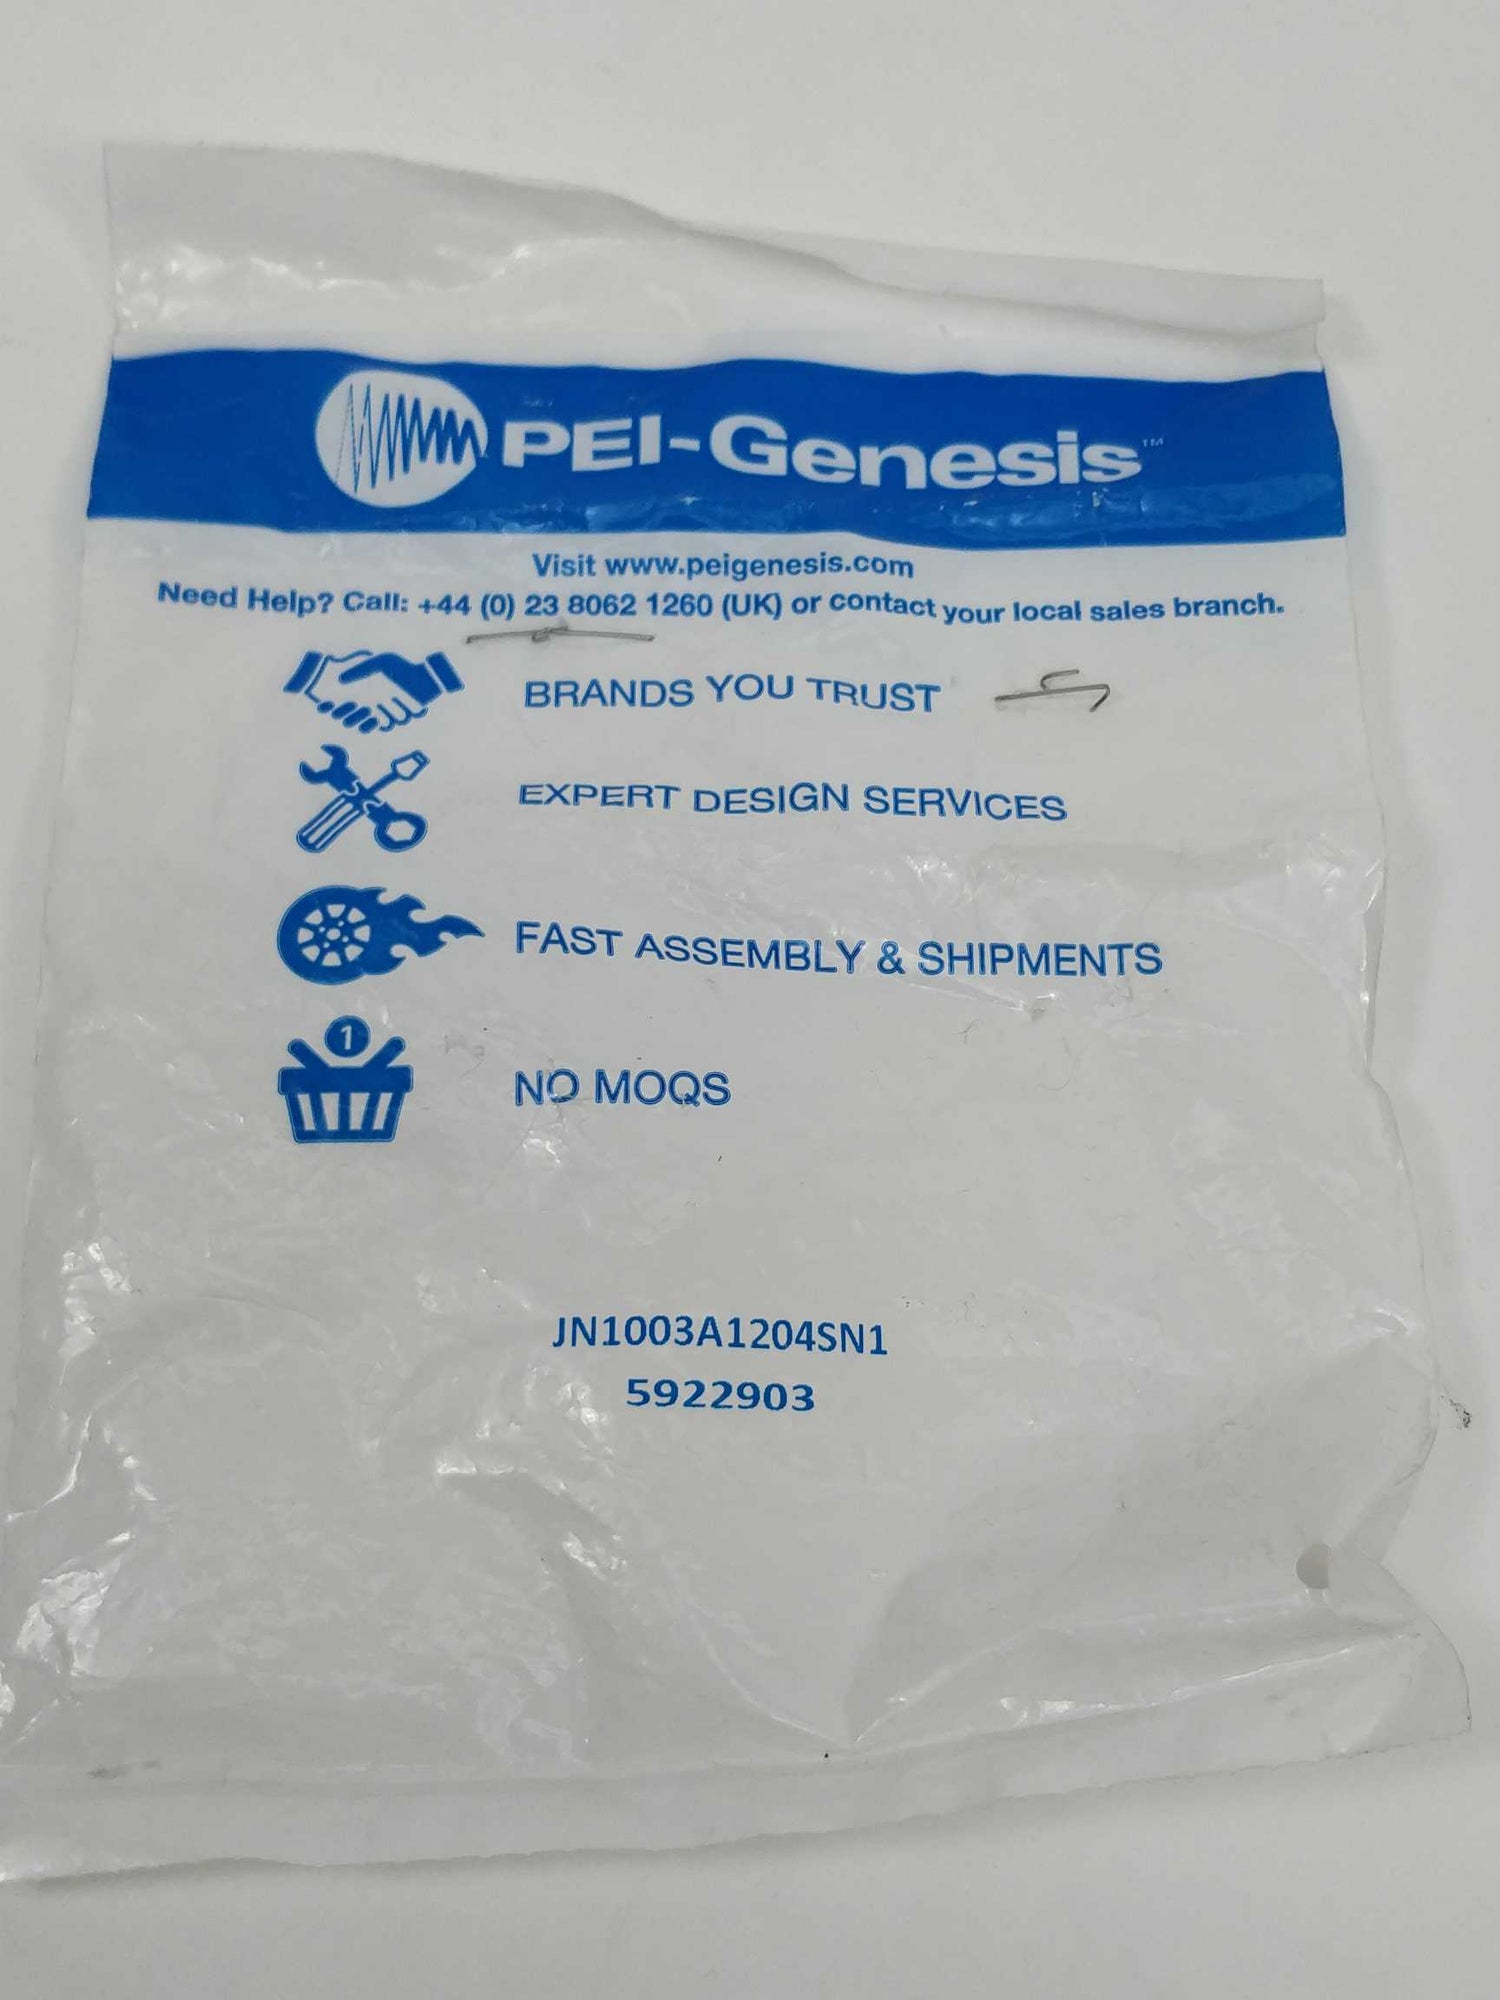 PEI-Genesis™
Visit www.peigenesis.com
Need Help? Call: +44 (0) 23 8062 1260 (UK) or contact your local sales branch.
BRANDS YOU TRUST
EXPERT DESIGN SERVICES
FAST ASSEMBLY & SHIPMENTS
1
NO MOQS
JN1003A1204SN1
5922903